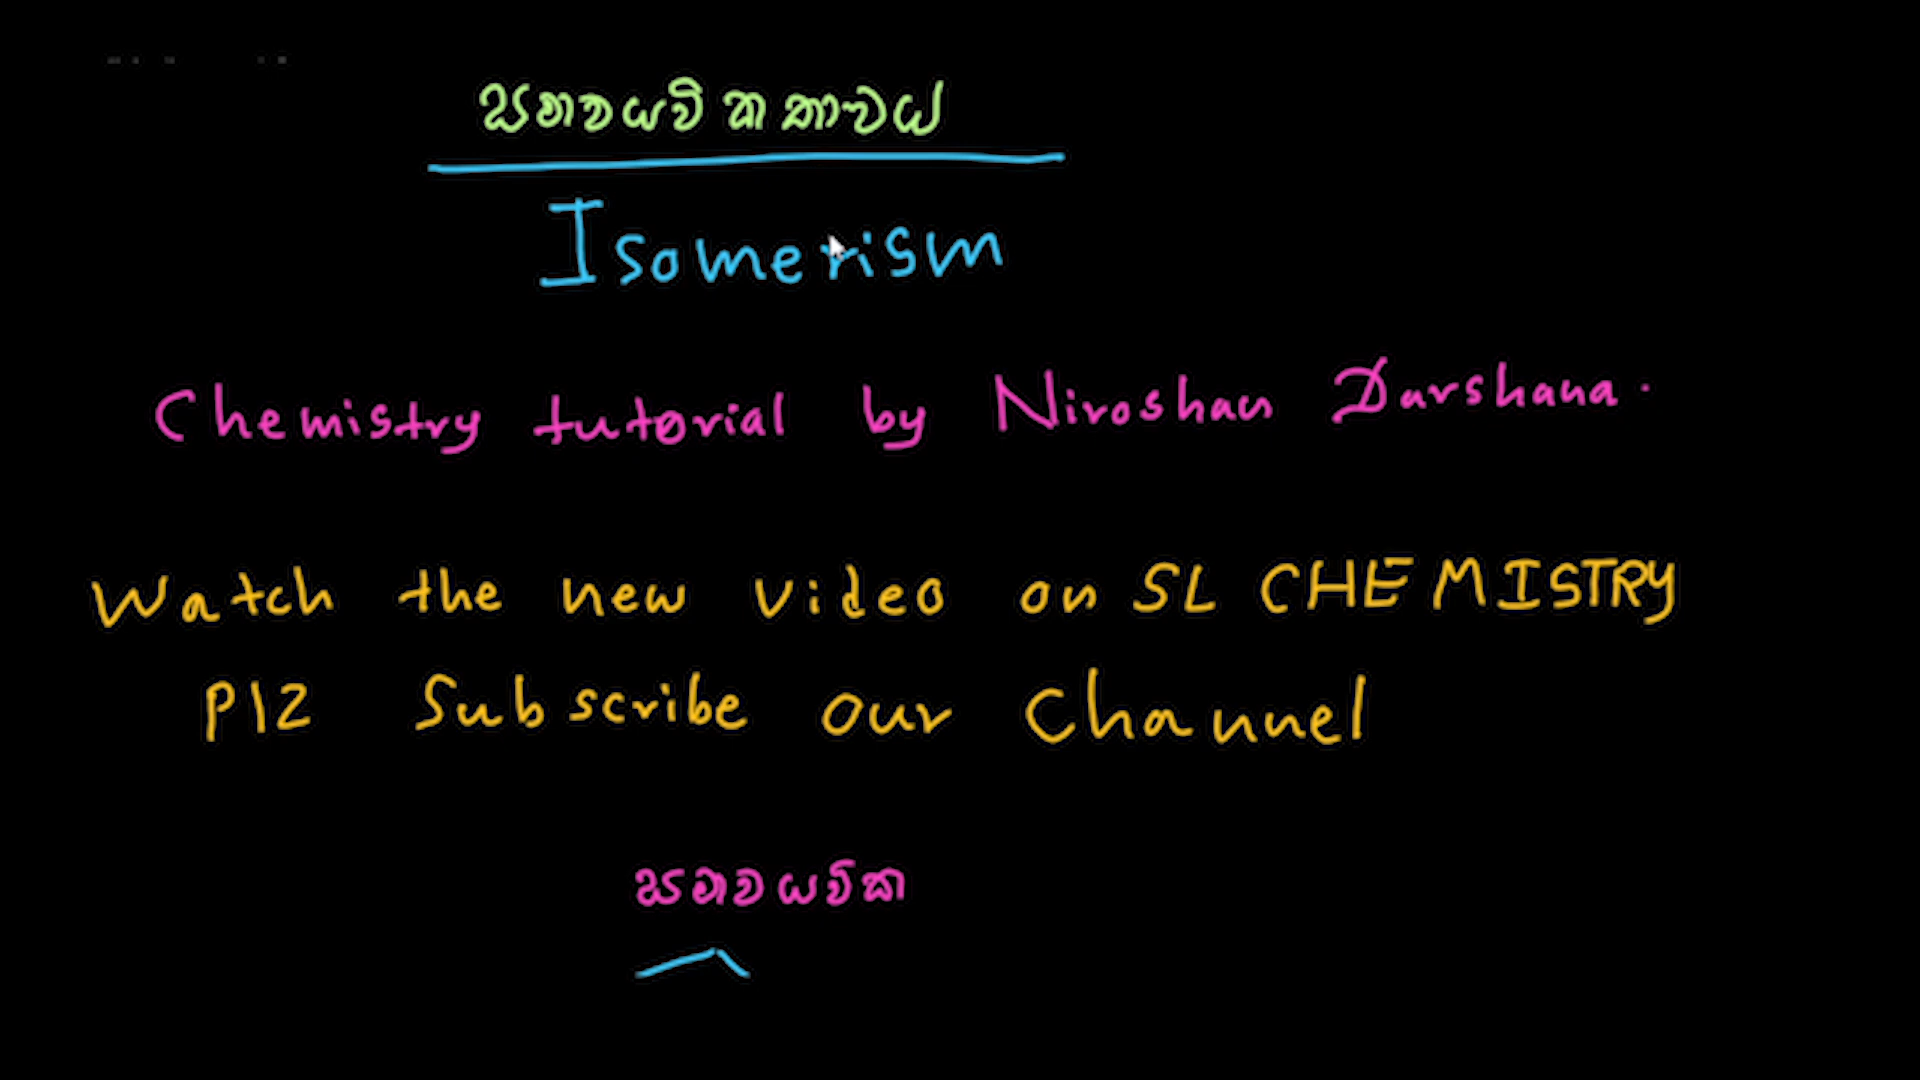 සමාවයවිකතාවය
Isomerism
Chemistry tutorial by Niroshan Darshana.
Watch the new video on SL CHEMISTRY
Plz Subscribe our Channel
සමාවයවික